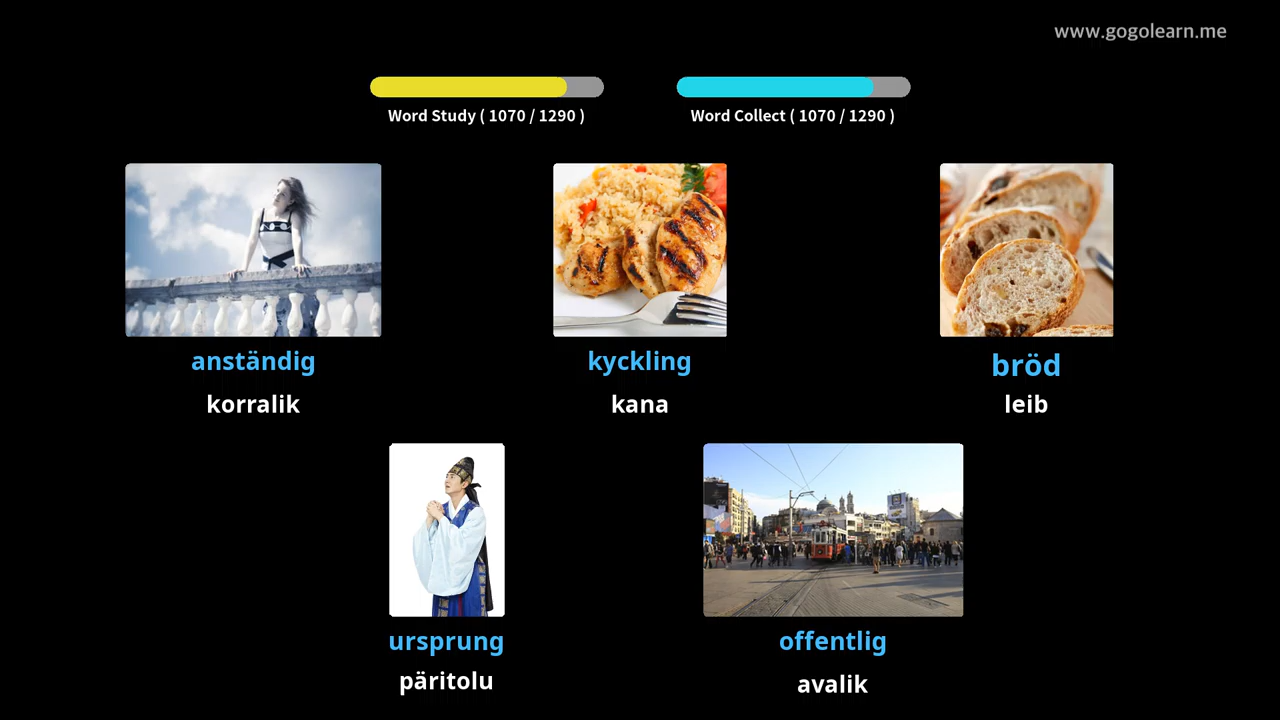 www.gogolearn.me
Word Study ( 1070 / 1290 )
Word Collect ( 1070 / 1290 )
anständig
kyckling
bröd
korralik
kana
leib
ursprung
offentlig
päritolu
avalik